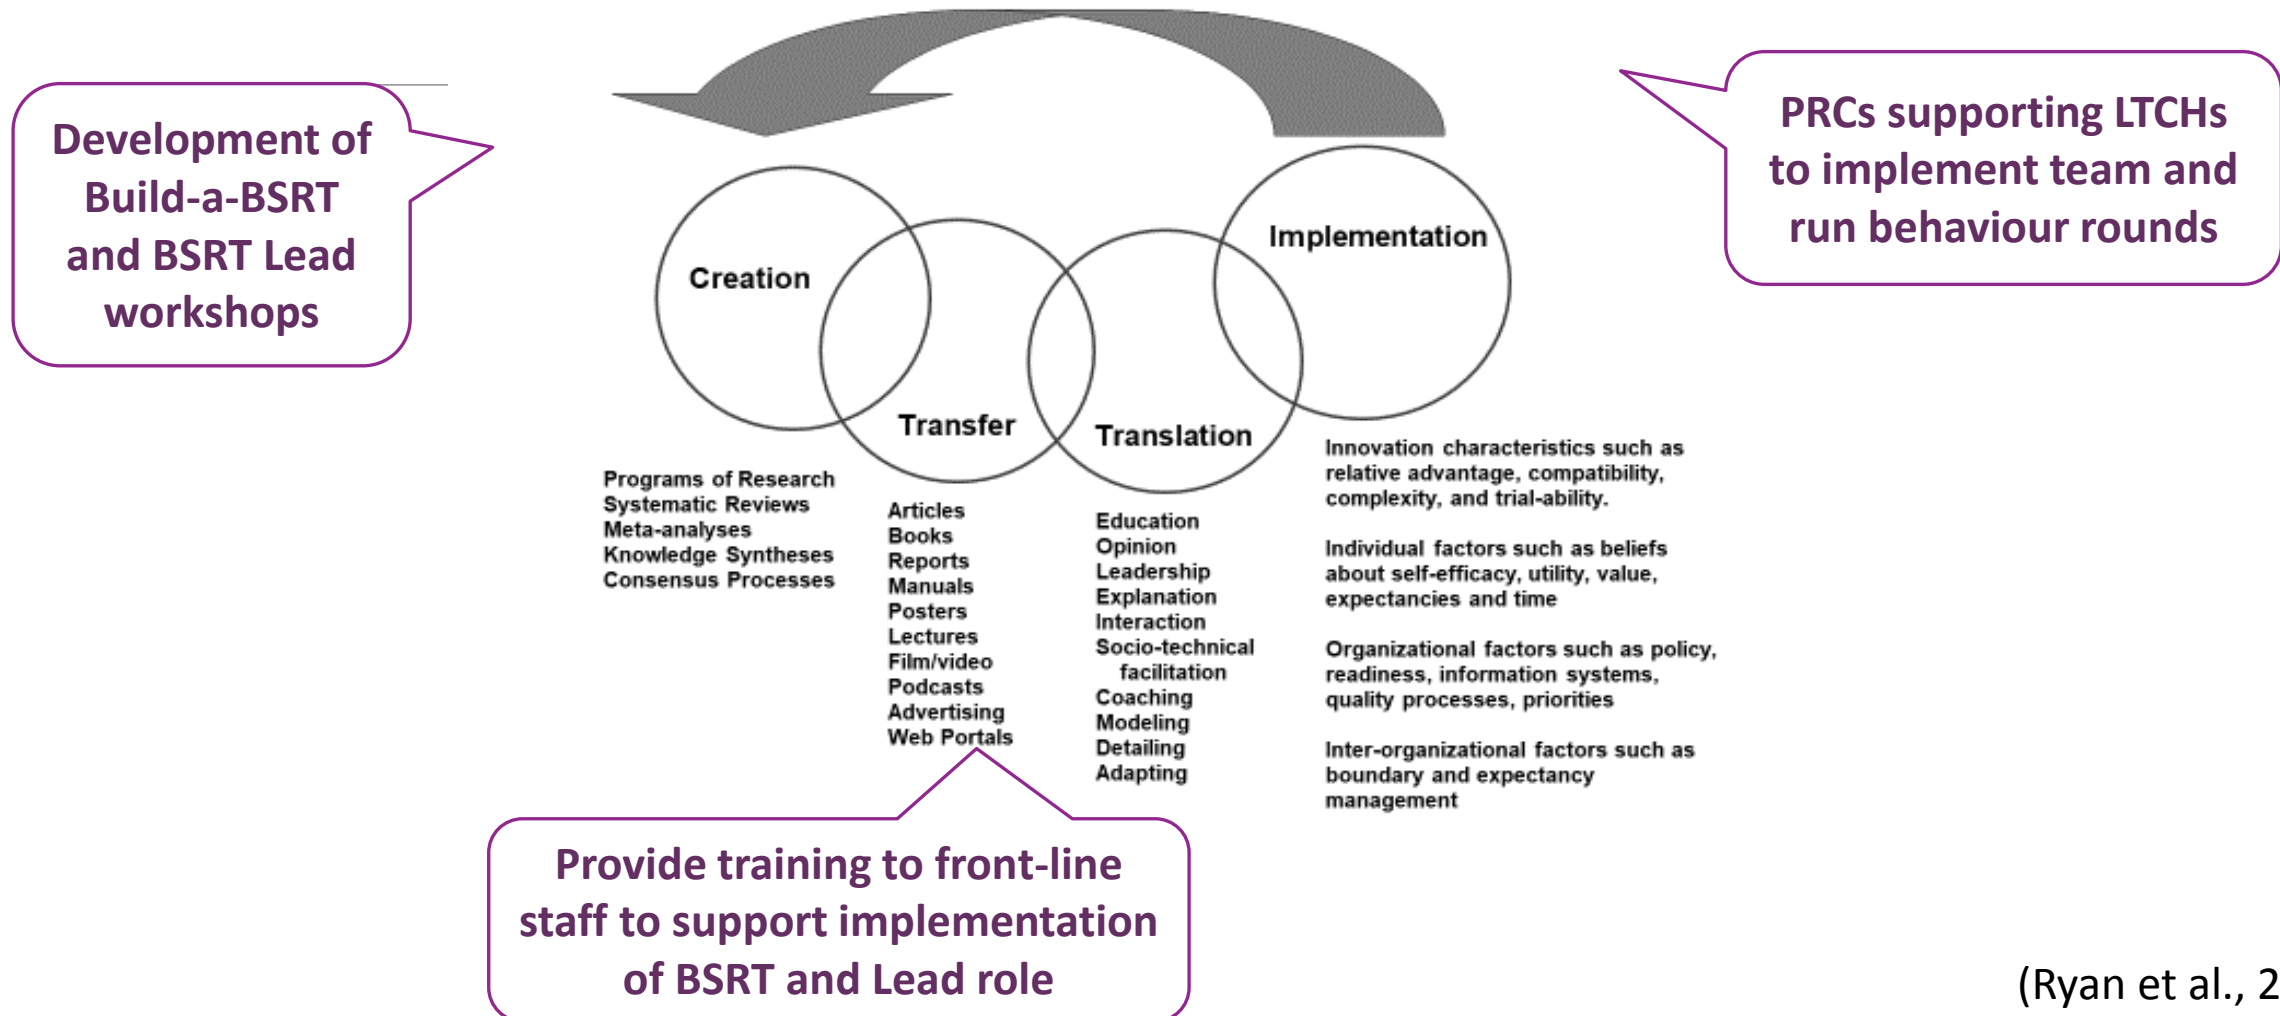 Development of
Build-a-BSRT
and BSRT Lead
workshops
PRCs supporting LTCHs
to implement team and
run behaviour rounds
Creation
Transfer
Translation
Implementation
Programs of Research
Systematic Reviews
Meta-analyses
Knowledge Syntheses
Consensus Processes
Articles
Books
Reports
Manuals
Posters
Lectures
Film/video
Podcasts
Advertising
Web Portals
Education
Opinion
Leadership
Explanation
Interaction
Socio-technical
facilitation
Coaching
Modeling
Detailing
Adapting
Innovation characteristics such as
relative advantage, compatibility,
complexity, and trial-ability.
Individual factors such as beliefs
about self-efficacy, utility, value,
expectancies and time
Organizational factors such as policy,
readiness, information systems,
quality processes, priorities
Inter-organizational factors such as
boundary and expectancy
management
Provide training to front-line
staff to support implementation
of BSRT and Lead role
(Ryan et al., 2